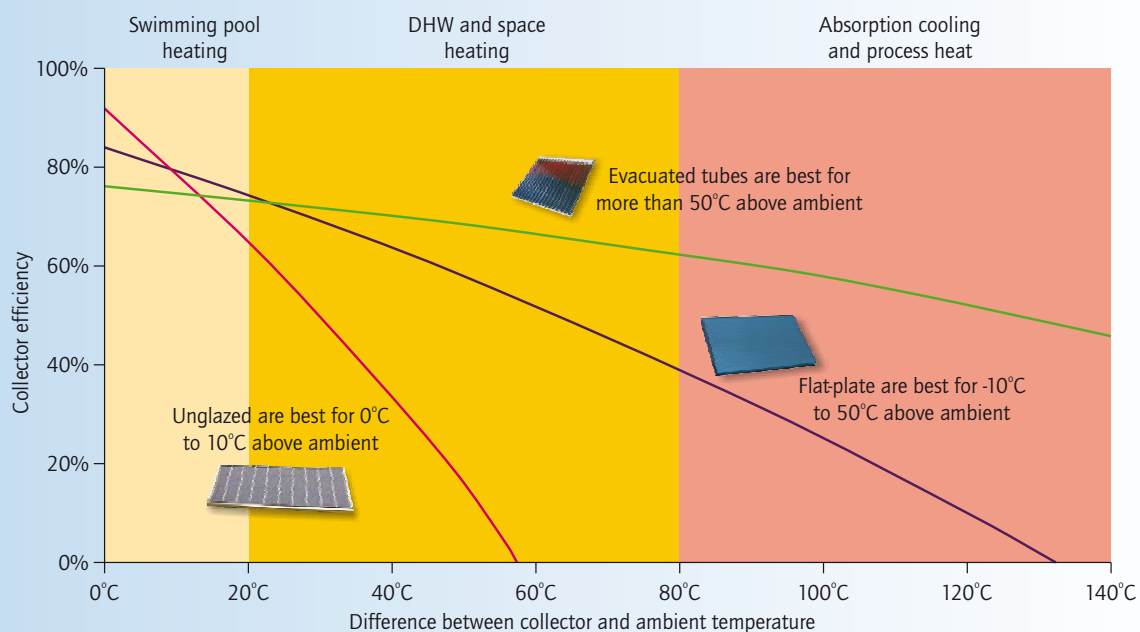 Swimming pool
heating
DHW and space
heating
Absorption cooling
and process heat
100%
80%
60%
40%
20%
0%
Collector efficiency
Evacuated tubes are best for
more than 50°C above ambient
Flat-plate are best for -10°C
to 50°C above ambient
Unglazed are best for 0°C
to 10°C above ambient
0°C
20°C
40°C
60°C
80°C
100°C
120°C
140°C
Difference between collector and ambient temperature